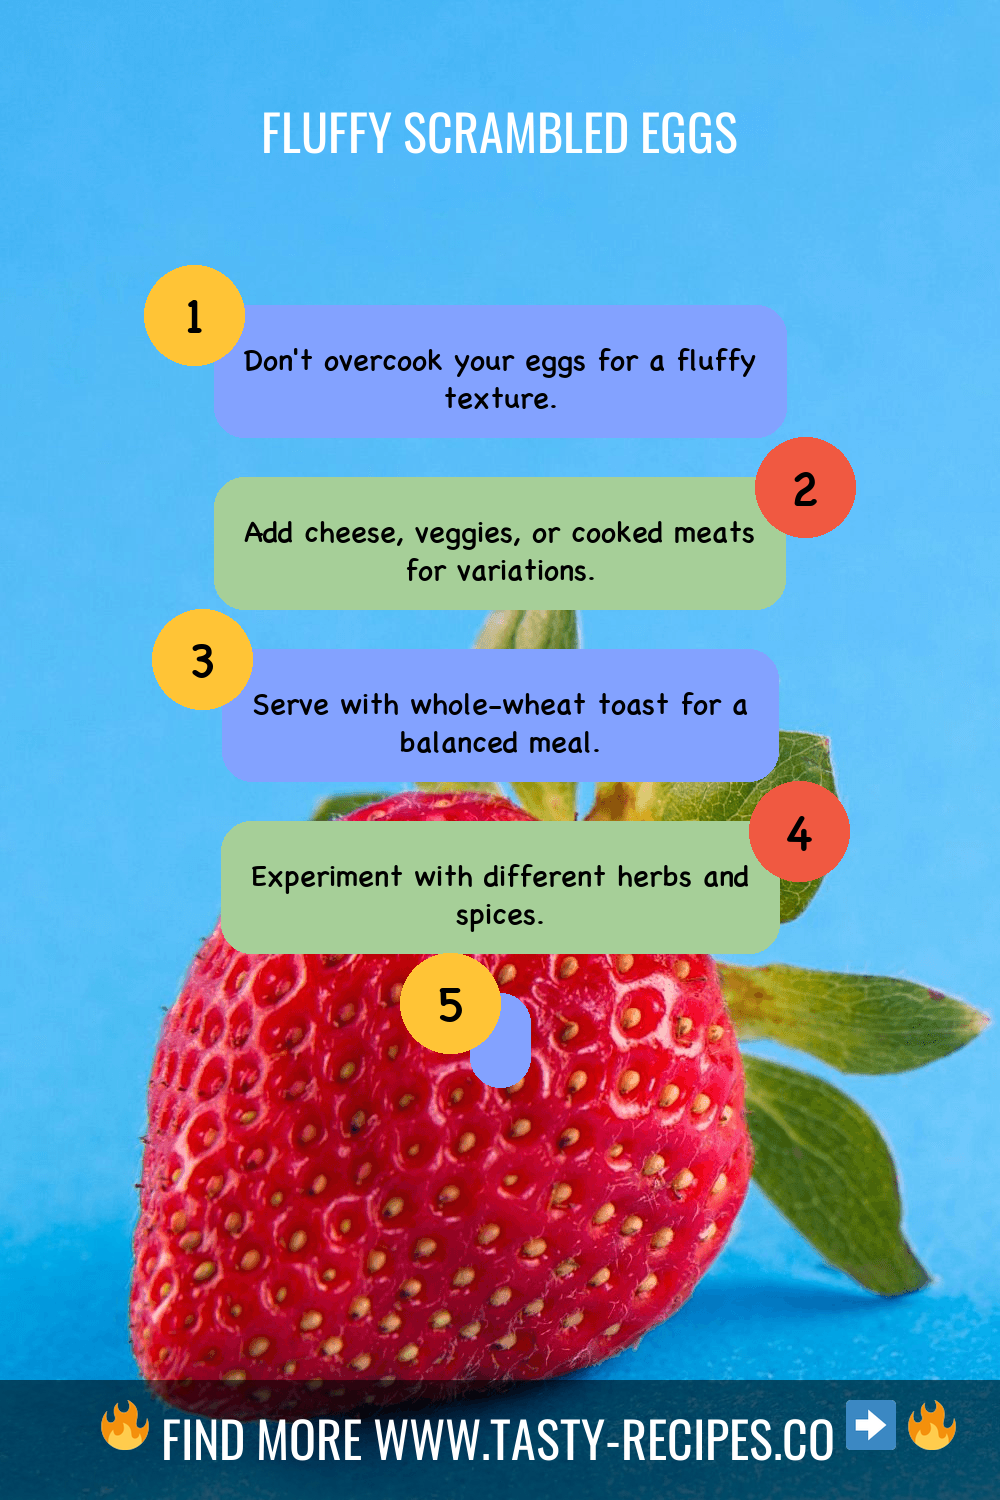 FLUFFY SCRAMBLED EGGS
1
Don't overcook your eggs for a fluffy
texture.
2
Add cheese, veggies, or cooked meats
for variations.
3
Serve with whole-wheat toast for a
balanced meal.
4
Experiment with different herbs and
spices.
5
🔥 FIND MORE WWW.TASTY-RECIPES.CO ➡️ 🔥